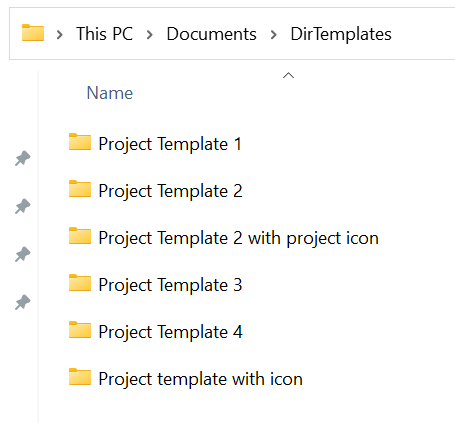 This PC > Documents > DirTemplates
Name
Project Template 1
Project Template 2
Project Template 2 with project icon
Project Template 3
Project Template 4
Project template with icon